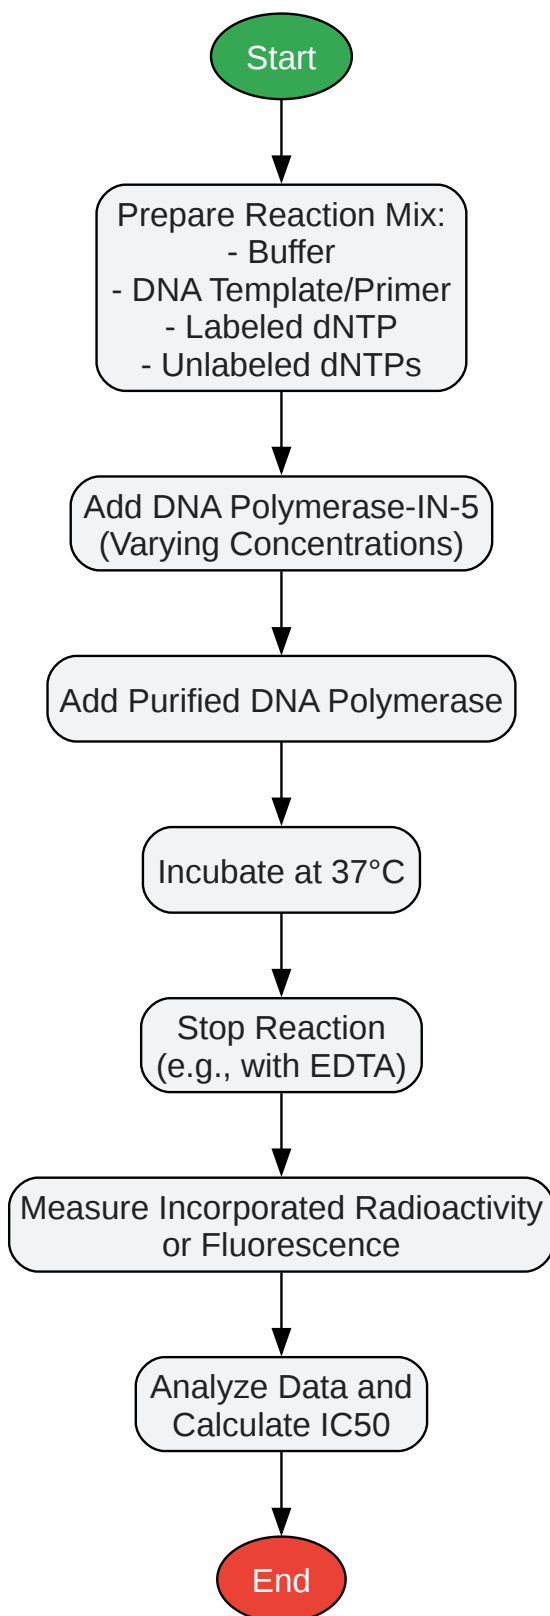 Start
Prepare Reaction Mix:
- Buffer
- DNA Template/Primer
- Labeled dNTP
- Unlabeled dNTPs
Add DNA Polymerase-IN-5
(Varying Concentrations)
Add Purified DNA Polymerase
Incubate at 37°C
Stop Reaction
(e.g., with EDTA)
Measure Incorporated Radioactivity
or Fluorescence
Analyze Data and
Calculate IC50
End